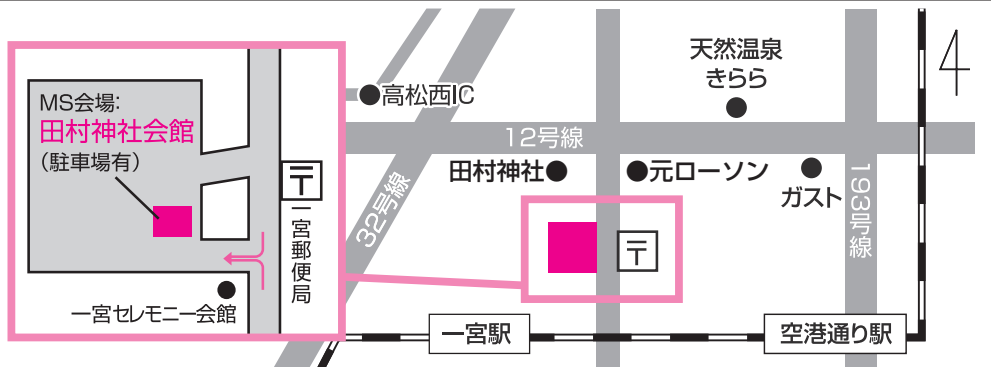 MS会場:
田村神社会館
(駐車場有)
〒
一宮郵便局
一宮セレモニー会館
高松西IC
天然温泉
きらら
12号線
田村神社
元ローソン
ガスト
32号線
193号線
〒
一宮駅
空港通り駅
4